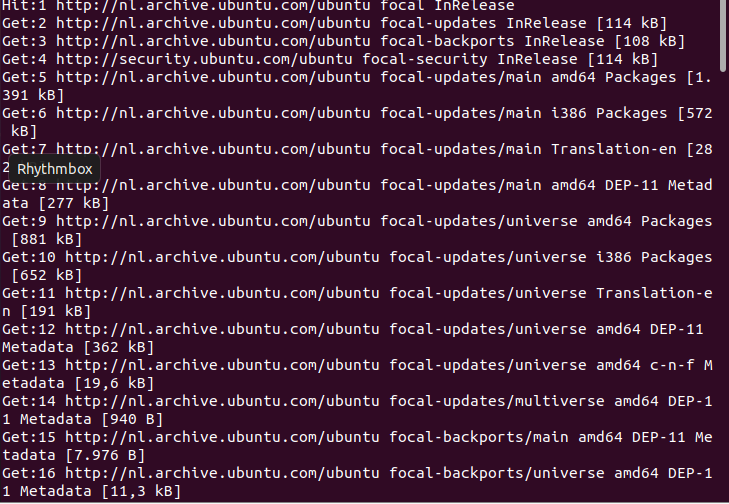 Hit:1 http://nl.archive.ubuntu.com/ubuntu focal InRelease
Get:2 http://nl.archive.ubuntu.com/ubuntu focal-updates InRelease [114 kB]
Get:3 http://nl.archive.ubuntu.com/ubuntu focal-backports InRelease [108 kB]
Get:4 http://security.ubuntu.com/ubuntu focal-security InRelease [114 kB]
Get:5 http://nl.archive.ubuntu.com/ubuntu focal-updates/main amd64 Packages [1.
391 kB]
Get:6 http://nl.archive.ubuntu.com/ubuntu focal-updates/main i386 Packages [572
kB]
Get:7 http://nl.archive.ubuntu.com/ubuntu focal-updates/main Translation-en [28
2
Rhythmbox
Get:8 http://nl.archive.ubuntu.com/ubuntu focal-updates/main amd64 DEP-11 Metad
ata [277 kB]
Get:9 http://nl.archive.ubuntu.com/ubuntu focal-updates/universe amd64 Packages
[881 kB]
Get:10 http://nl.archive.ubuntu.com/ubuntu focal-updates/universe i386 Packages
[652 kB]
Get:11 http://nl.archive.ubuntu.com/ubuntu focal-updates/universe Translation-e
n [191 kB]
Get:12 http://nl.archive.ubuntu.com/ubuntu focal-updates/universe amd64 DEP-11
Metadata [362 kB]
Get:13 http://nl.archive.ubuntu.com/ubuntu focal-updates/universe amd64 c-n-f M
etadata [19,6 kB]
Get:14 http://nl.archive.ubuntu.com/ubuntu focal-updates/multiverse amd64 DEP-1
1 Metadata [940 B]
Get:15 http://nl.archive.ubuntu.com/ubuntu focal-backports/main amd64 DEP-11 Me
tadata [7.976 B]
Get:16 http://nl.archive.ubuntu.com/ubuntu focal-backports/universe amd64 DEP-1
1 Metadata [11,3 kB]